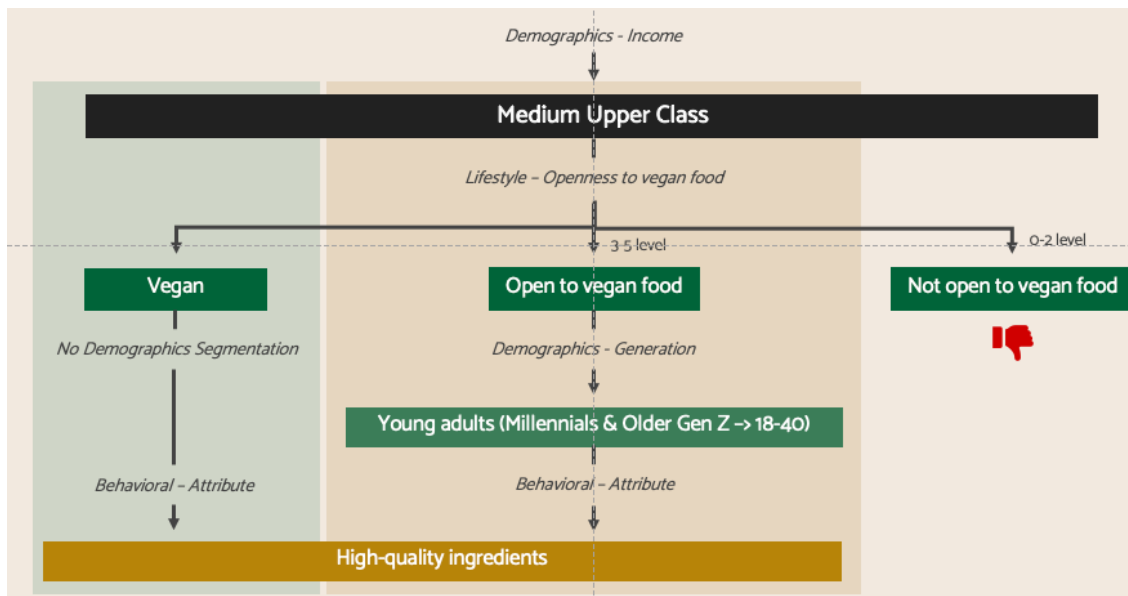 Demographics - Income
Medium Upper Class
Lifestyle – Openness to vegan food
3-5 level
0-2 level
Vegan
Open to vegan food
Not open to vegan food
No Demographics Segmentation
Demographics - Generation
Young adults (Millennials & Older Gen Z –> 18-40)
Behavioral – Attribute
Behavioral – Attribute
High-quality ingredients